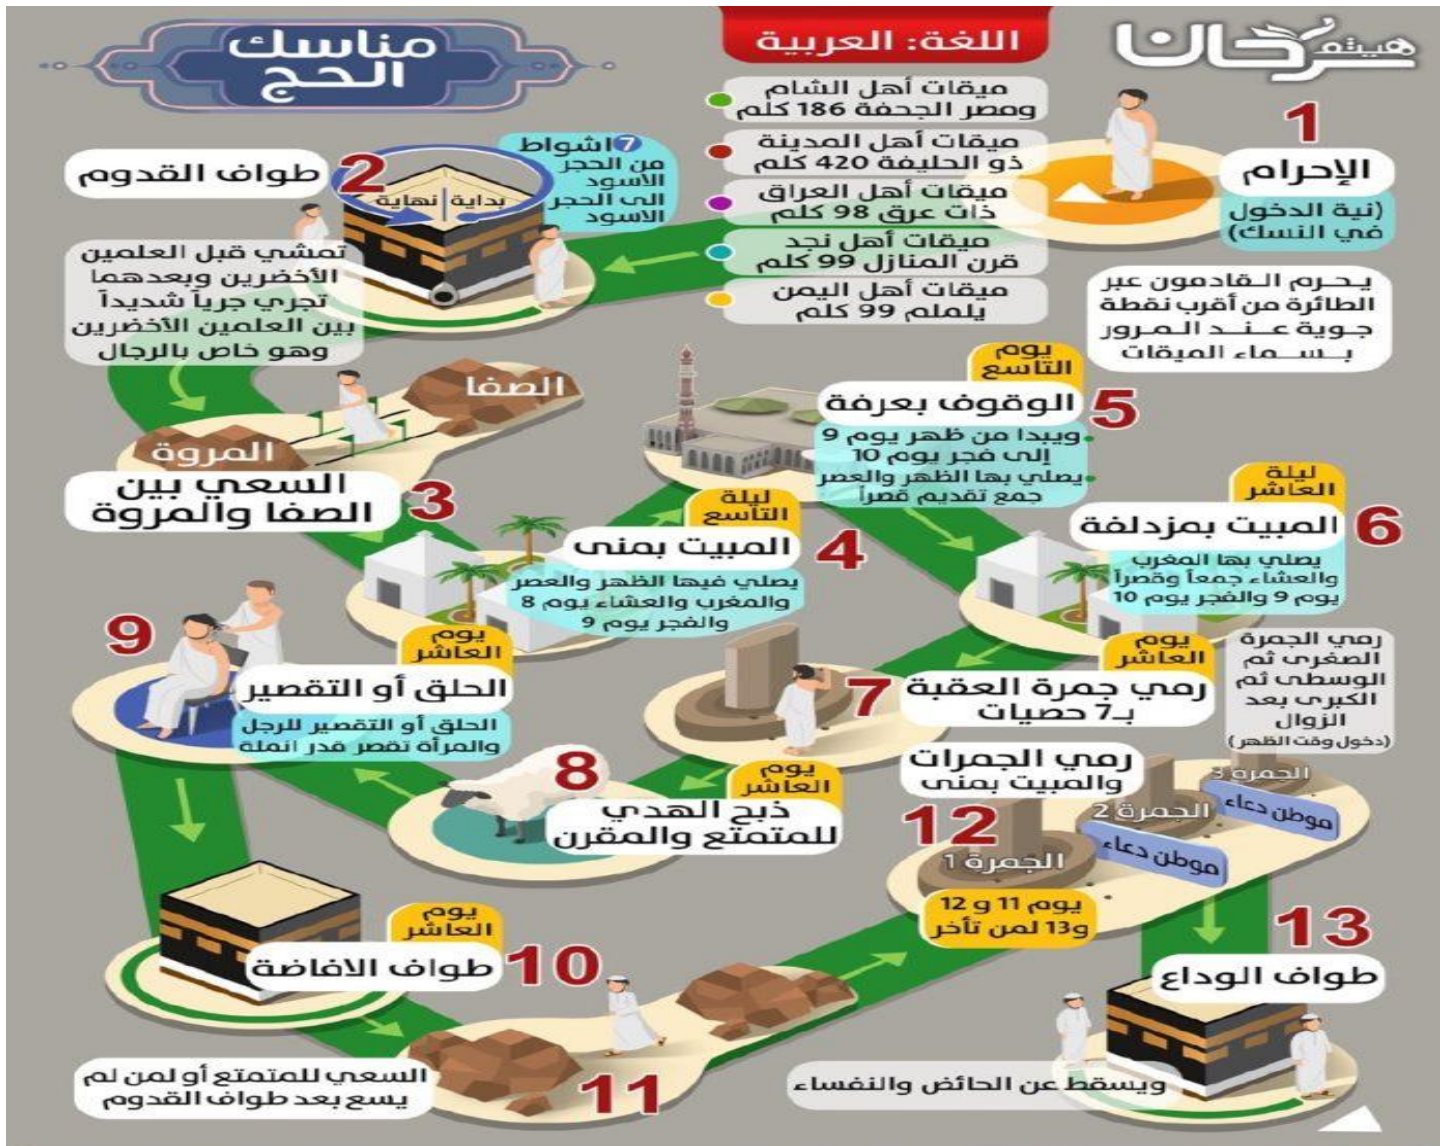 مناسك
الحج
اللغة: العربية
هيثم
سرحان
1
الإحرام
(نية الدخول
في النسك)
يحرم القادمون عبر
الطائرة من أقرب نقطة
جوية عند المرور
بسماء الميقات
ميقات أهل الشام
ومصر الجحفة 186 كلم
ميقات أهل المدينة
ذو الحليفة 420 كلم
ميقات أهل العراق
ذات عرق 98 كلم
ميقات أهل نجد
قرن المنازل 99 كلم
ميقات أهل اليمن
يلملم 99 كلم
2
طواف القدوم
7 اشواط
من الحجر
الاسود
الى الحجر
الاسود
بداية
نهاية
تمشي قبل العلمين
الأخضرين وبعدهما
تجري جرياً شديداً
بين العلمين الأخضرين
وهو خاص بالرجال
الصفا
المروة
3
السعي بين
الصفا والمروة
ليلة
التاسع
4
المبيت بمنى
يصلي فيها الظهر والعصر
والمغرب والعشاء يوم 8
والفجر يوم 9
يوم
التاسع
5
الوقوف بعرفة
ويبدا من ظهر يوم 9
إلى فجر يوم 10
يصلي بها الظهر والعصر
جمع تقديم قصراً
ليلة
العاشر
6
المبيت بمزدلفة
يصلي بها المغرب
والعشاء جمعاً وقصراً
يوم 9 والفجر يوم 10
يوم
العاشر
7
رمي جمرة العقبة
بـ7 حصيات
يوم
العاشر
8
ذبح الهدي
للمتمتع والمقرن
9
يوم
العاشر
الحلق أو التقصير
الحلق أو التقصير للرجل
والمرأة تقصر قدر انملة
يوم
العاشر
10
طواف الافاضة
11
السعي للمتمتع أو لمن لم
يسع بعد طواف القدوم
رمي الجمرات
والمبيت بمنى
12
يوم 11 و 12
و13 لمن تأخر
رمي الجمرة
الصغرى ثم
الوسطى ثم
الكبرى بعد
الزوال
(دخول وقت الظهر)
الجمرة 1
الجمرة 2
الجمرة 3
موطن دعاء
موطن دعاء
13
طواف الوداع
ويسقط عن الحائض والنفساء